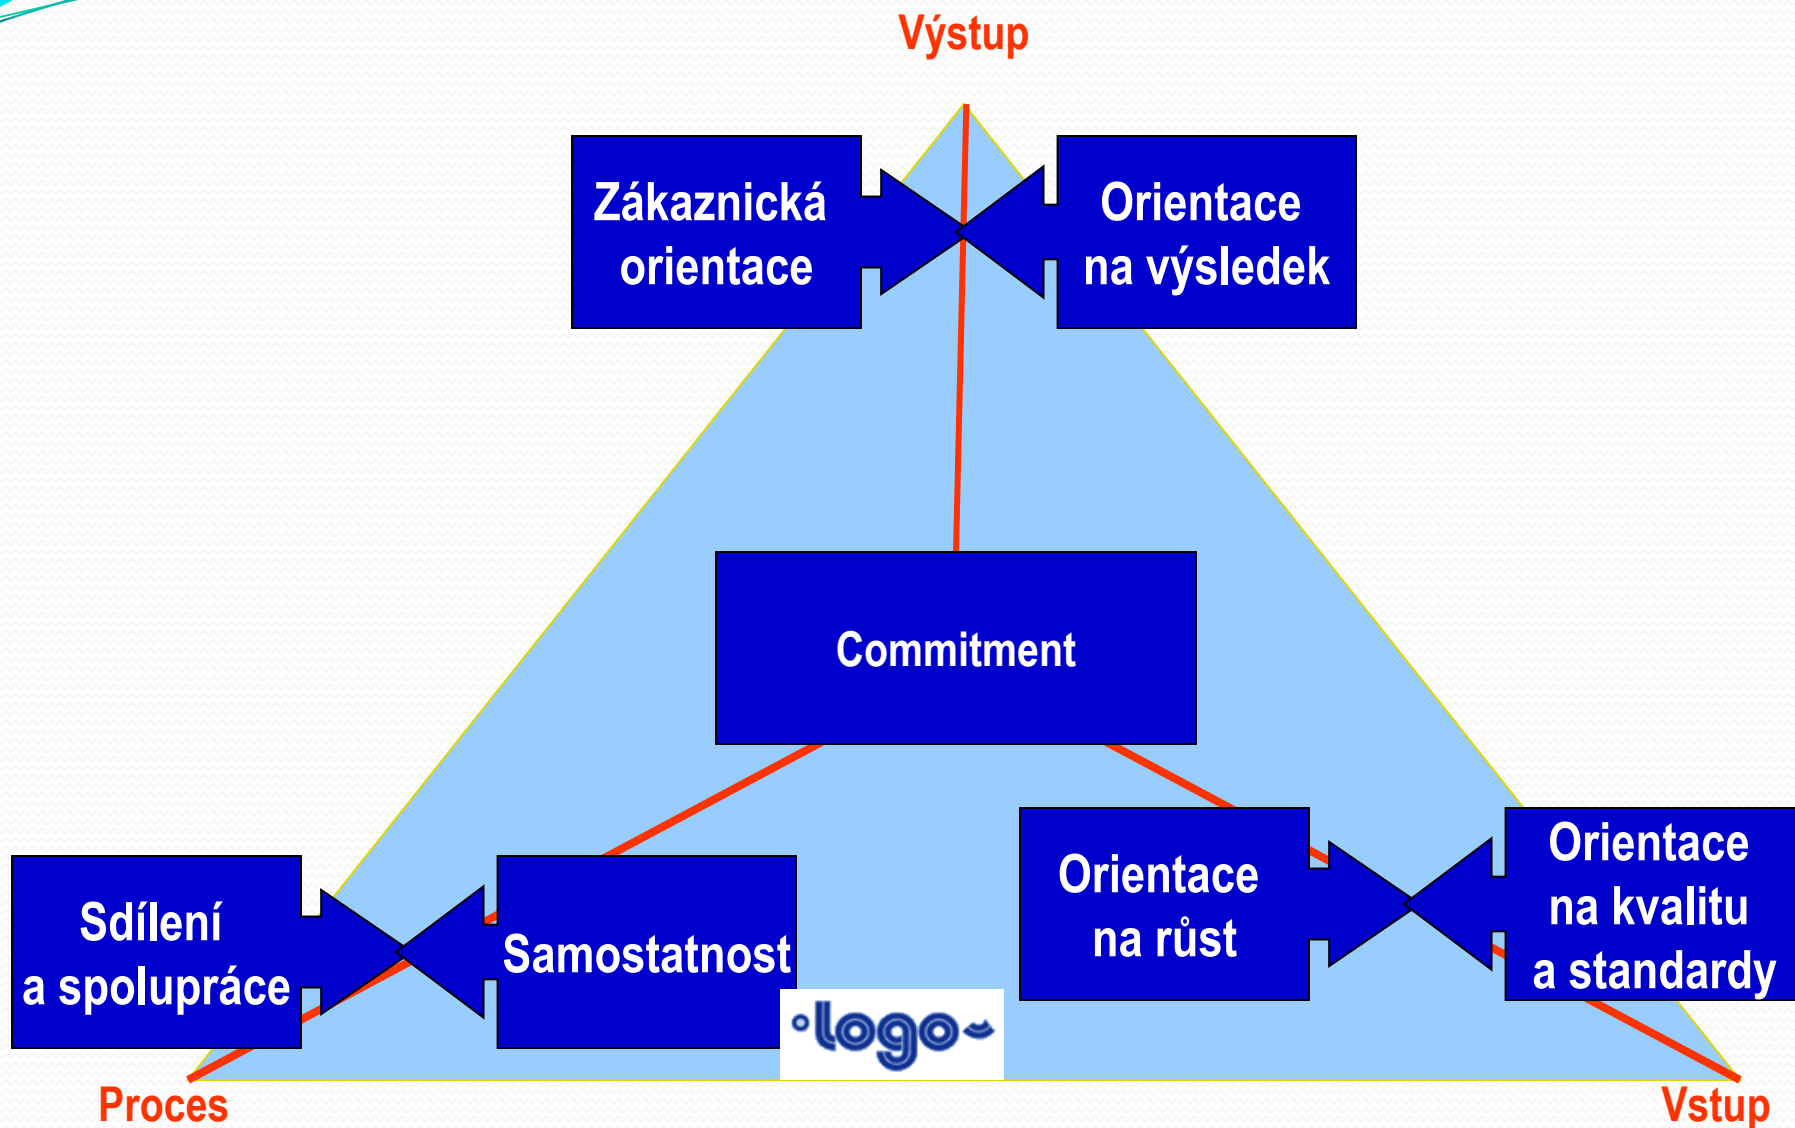 Výstup
Zákaznická
orientace
Orientace
na výsledek
Commitment
Sdílení
a spolupráce
Samostatnost
Orientace
na růst
Orientace
na kvalitu
a standardy
logo
Proces
Vstup